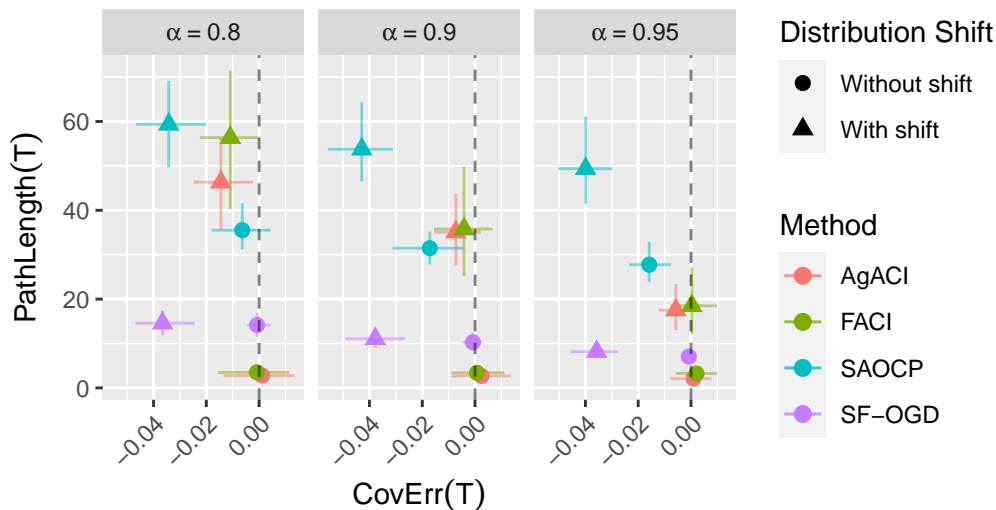 α = 0.8
α = 0.9
α = 0.95
PathLength(T)
60
40
20
0
−0.04
−0.02
0.00
−0.04
−0.02
0.00
−0.04
−0.02
0.00
CovErr(T)
Distribution Shift
Without shift
With shift
Method
AgACI
FACI
SAOCP
SF−OGD